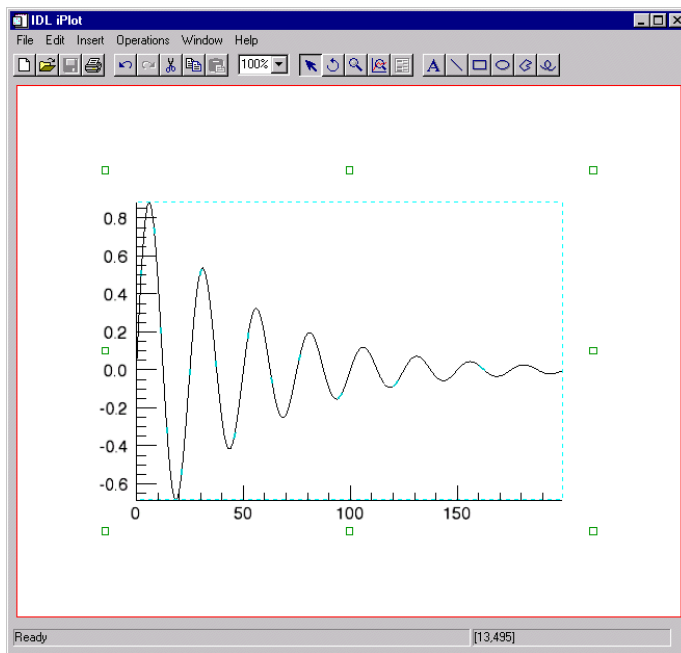 IDL iPlot
File Edit Insert Operations Window Help
100%
A
0.8
0.6
0.4
0.2
0.0
-0.2
-0.4
-0.6
0 50 100 150
Ready [13,495]